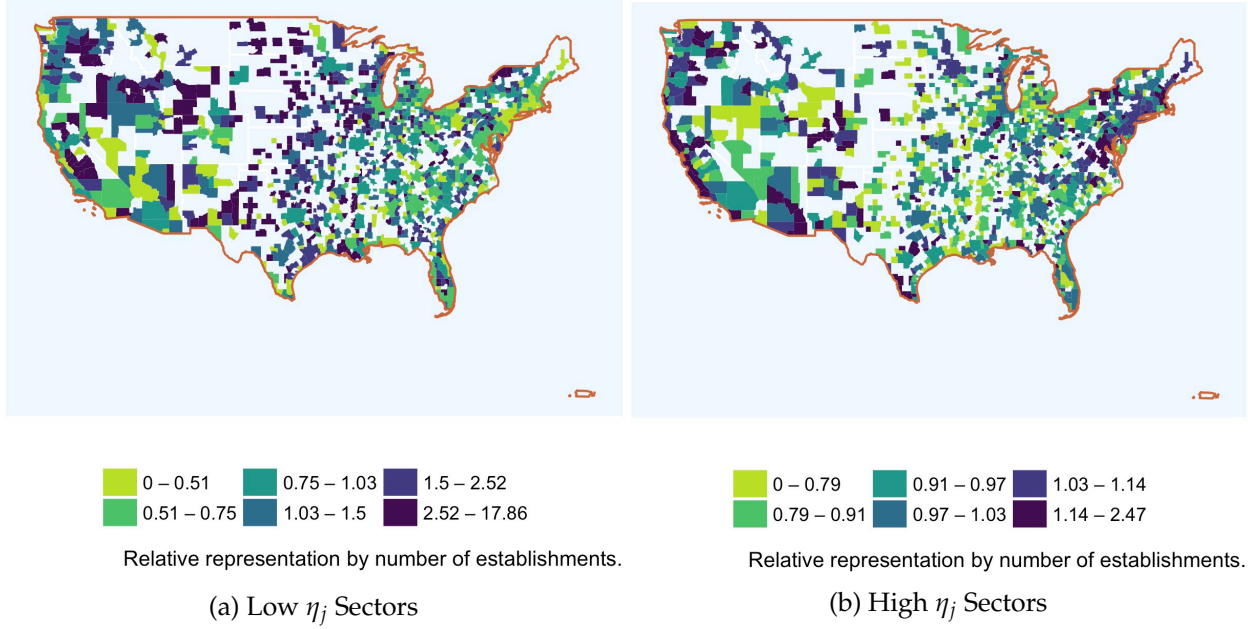 0 – 0.51
0.75 – 1.03
1.5 – 2.52
0.51 – 0.75
1.03 – 1.5
2.52 – 17.86
Relative representation by number of establishments.
(a) Low ηj Sectors
0 – 0.79
0.91 – 0.97
1.03 – 1.14
0.79 – 0.91
0.97 – 1.03
1.14 – 2.47
Relative representation by number of establishments.
(b) High ηj Sectors